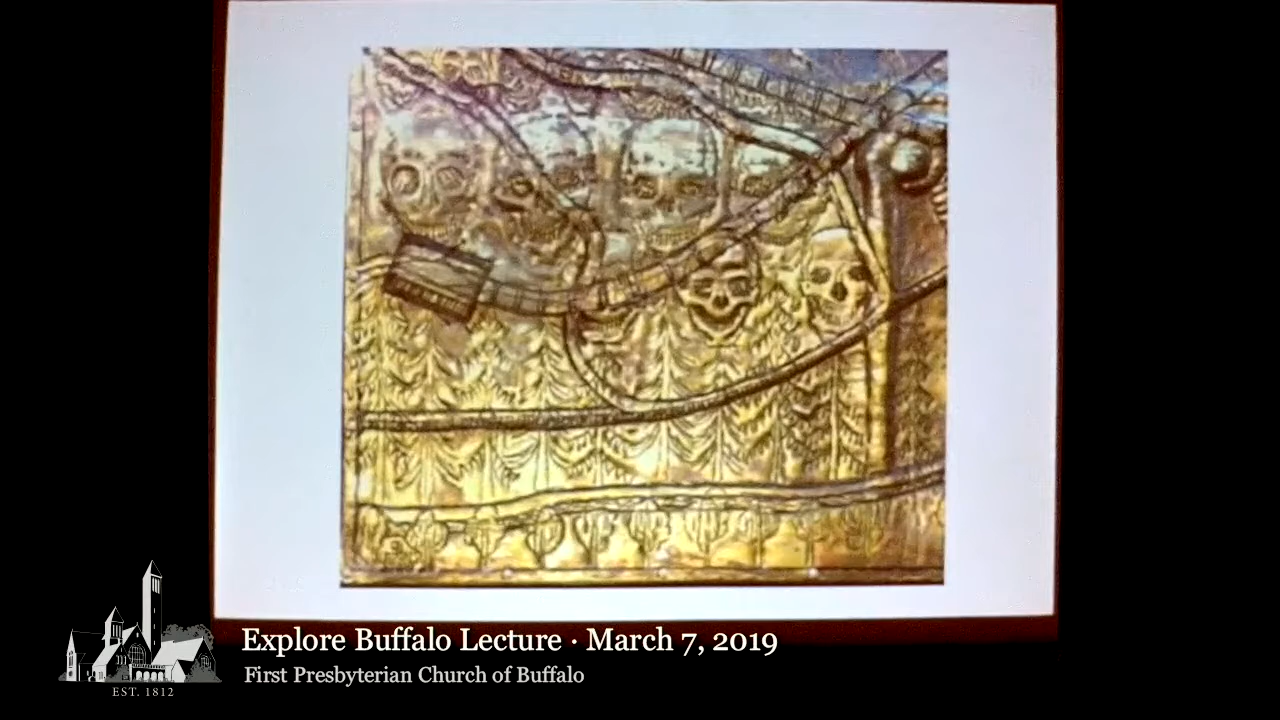 Explore Buffalo Lecture · March 7, 2019
First Presbyterian Church of Buffalo
EST. 1812